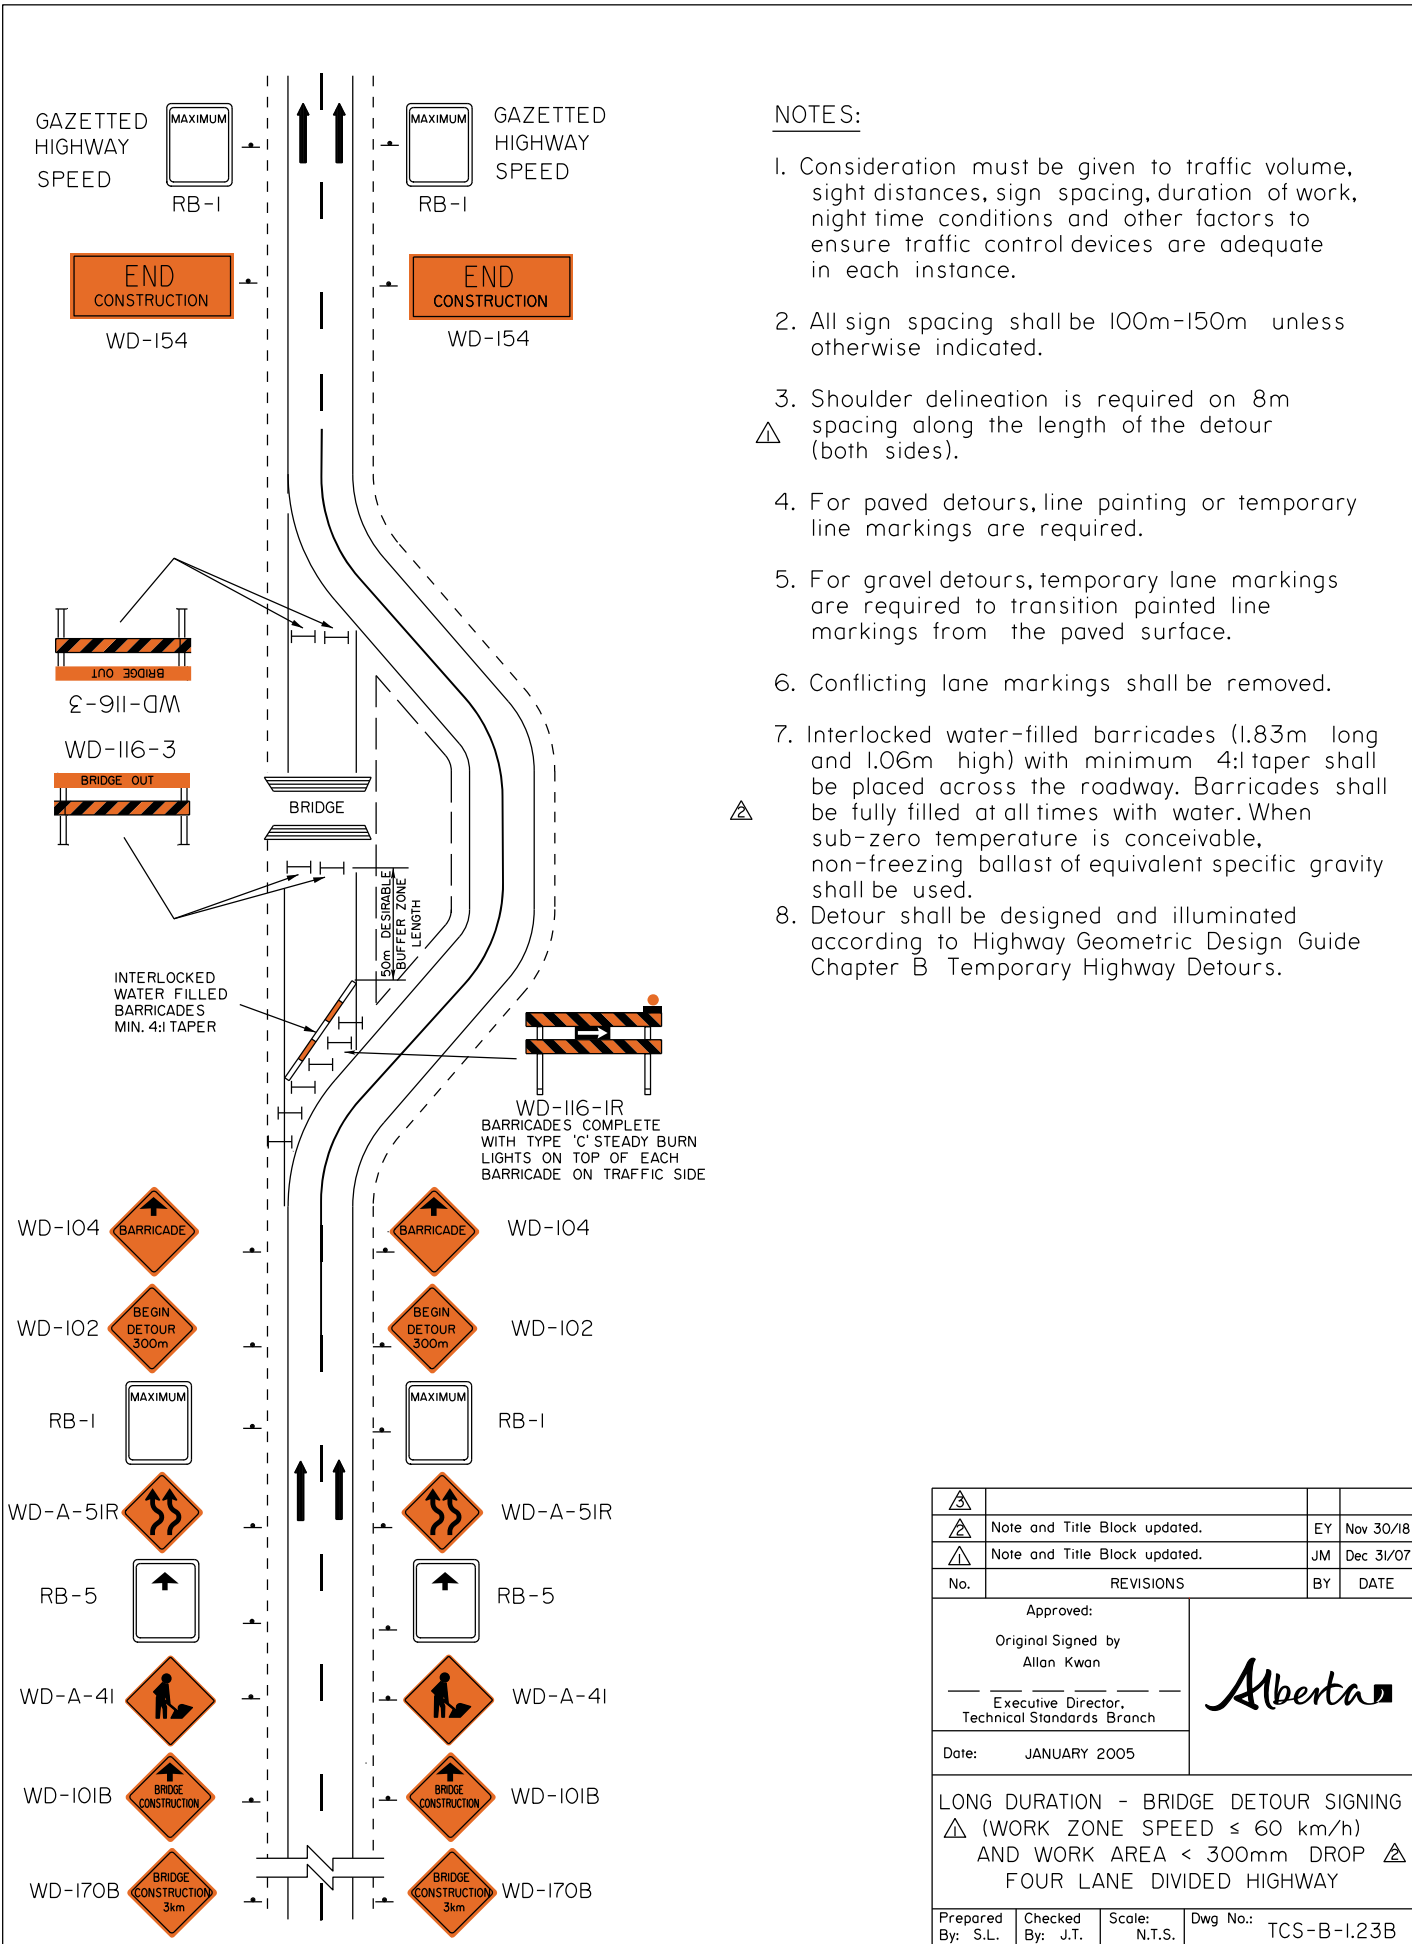 GAZETTED
HIGHWAY
SPEED
MAXIMUM
RB-1
MAXIMUM
RB-1
GAZETTED
HIGHWAY
SPEED
END
CONSTRUCTION
WD-154
END
CONSTRUCTION
WD-154
BRIDGE OUT
WD-116-3
WD-116-3
BRIDGE OUT
BRIDGE
50m DESIRABLE
BUFFER ZONE
LENGTH
INTERLOCKED
WATER FILLED
BARRICADES
MIN. 4:1 TAPER
WD-116-1R
BARRICADES COMPLETE
WITH TYPE 'C' STEADY BURN
LIGHTS ON TOP OF EACH
BARRICADE ON TRAFFIC SIDE
WD-104
BARRICADE
BARRICADE
WD-104
WD-102
BEGIN
DETOUR
300m
BEGIN
DETOUR
300m
WD-102
RB-1
MAXIMUM
MAXIMUM
RB-1
WD-A-51R
WD-A-51R
RB-5
RB-5
WD-A-41
WD-A-41
WD-101B
BRIDGE
CONSTRUCTION
BRIDGE
CONSTRUCTION
WD-101B
WD-170B
BRIDGE
CONSTRUCTION
3km
BRIDGE
CONSTRUCTION
3km
WD-170B
NOTES:
1. Consideration must be given to traffic volume,
sight distances, sign spacing, duration of work,
night time conditions and other factors to
ensure traffic control devices are adequate
in each instance.
2. All sign spacing shall be 100m-150m unless
otherwise indicated.
3. Shoulder delineation is required on 8m
1 spacing along the length of the detour
(both sides).
4. For paved detours, line painting or temporary
line markings are required.
5. For gravel detours, temporary lane markings
are required to transition painted line
markings from the paved surface.
6. Conflicting lane markings shall be removed.
7. Interlocked water-filled barricades (1.83m long
and 1.06m high) with minimum 4:1 taper shall
be placed across the roadway. Barricades shall
2 be fully filled at all times with water. When
sub-zero temperature is conceivable,
non-freezing ballast of equivalent specific gravity
shall be used.
8. Detour shall be designed and illuminated
according to Highway Geometric Design Guide
Chapter B Temporary Highway Detours.
3
2 Note and Title Block updated. EY Nov 30/18
1 Note and Title Block updated. JM Dec 31/07
No. REVISIONS BY DATE
Approved:
Original Signed by
Allan Kwan
Executive Director,
Technical Standards Branch
Date: JANUARY 2005
Alberta
LONG DURATION - BRIDGE DETOUR SIGNING
1 (WORK ZONE SPEED ≤ 60 km/h)
AND WORK AREA < 300mm DROP 2
FOUR LANE DIVIDED HIGHWAY
Prepared
By: S.L.
Checked
By: J.T.
Scale:
N.T.S.
Dwg No.: TCS-B-1.23B